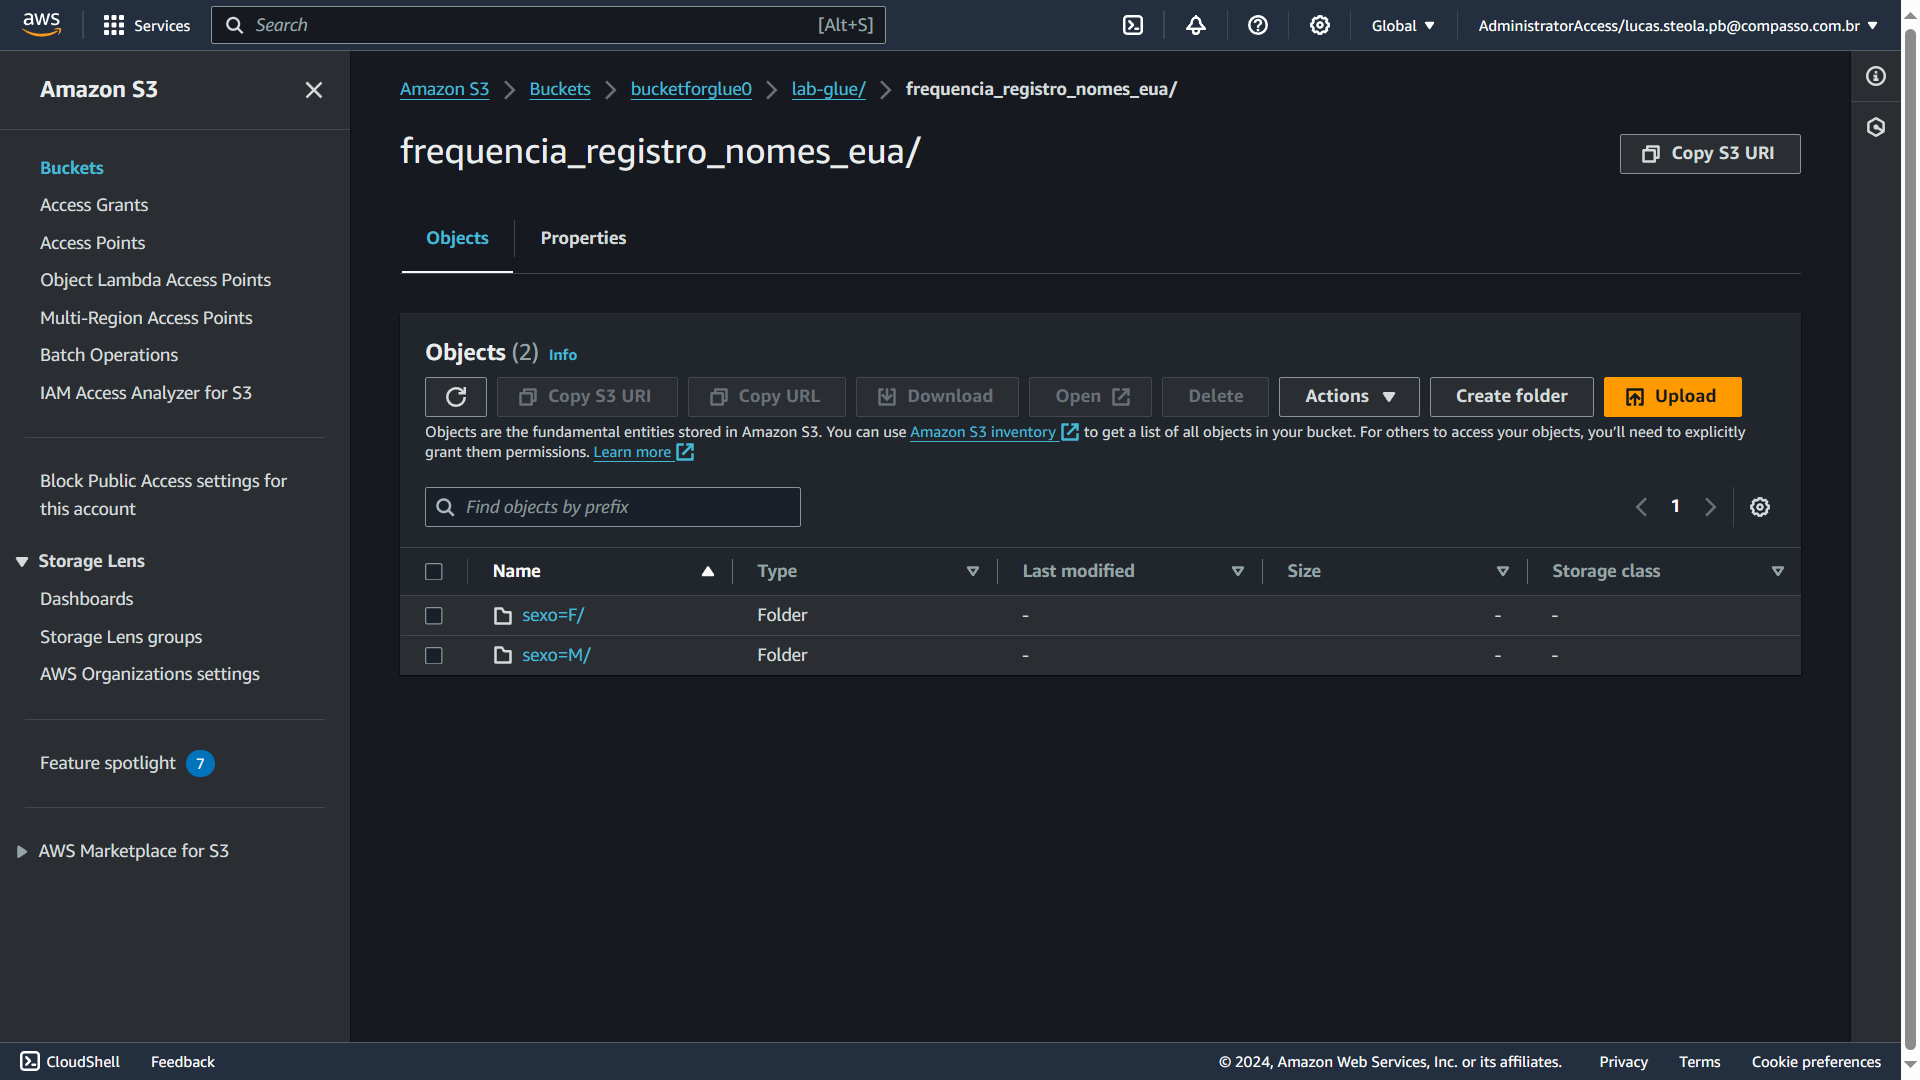 aws
Services
Search
[Alt+S]
Global
AdministratorAccess/lucas.steola.pb@compasso.com.br
Amazon S3
Buckets
Access Grants
Access Points
Object Lambda Access Points
Multi-Region Access Points
Batch Operations
IAM Access Analyzer for S3
Block Public Access settings for
this account
Storage Lens
Dashboards
Storage Lens groups
AWS Organizations settings
Feature spotlight 7
AWS Marketplace for S3
Amazon S3 Buckets bucketforglue0 lab-glue/ frequencia_registro_nomes_eua/
frequencia_registro_nomes_eua/
Copy S3 URI
Objects Properties
Objects (2) Info
Copy S3 URI Copy URL Download Open Delete Actions Create folder Upload
Objects are the fundamental entities stored in Amazon S3. You can use Amazon S3 inventory to get a list of all objects in your bucket. For others to access your objects, you'll need to explicitly
grant them permissions. Learn more
Find objects by prefix
1
Name Type Last modified Size Storage class
sexo=F/ Folder - - -
sexo=M/ Folder - - -
CloudShell Feedback © 2024, Amazon Web Services, Inc. or its affiliates. Privacy Terms Cookie preferences